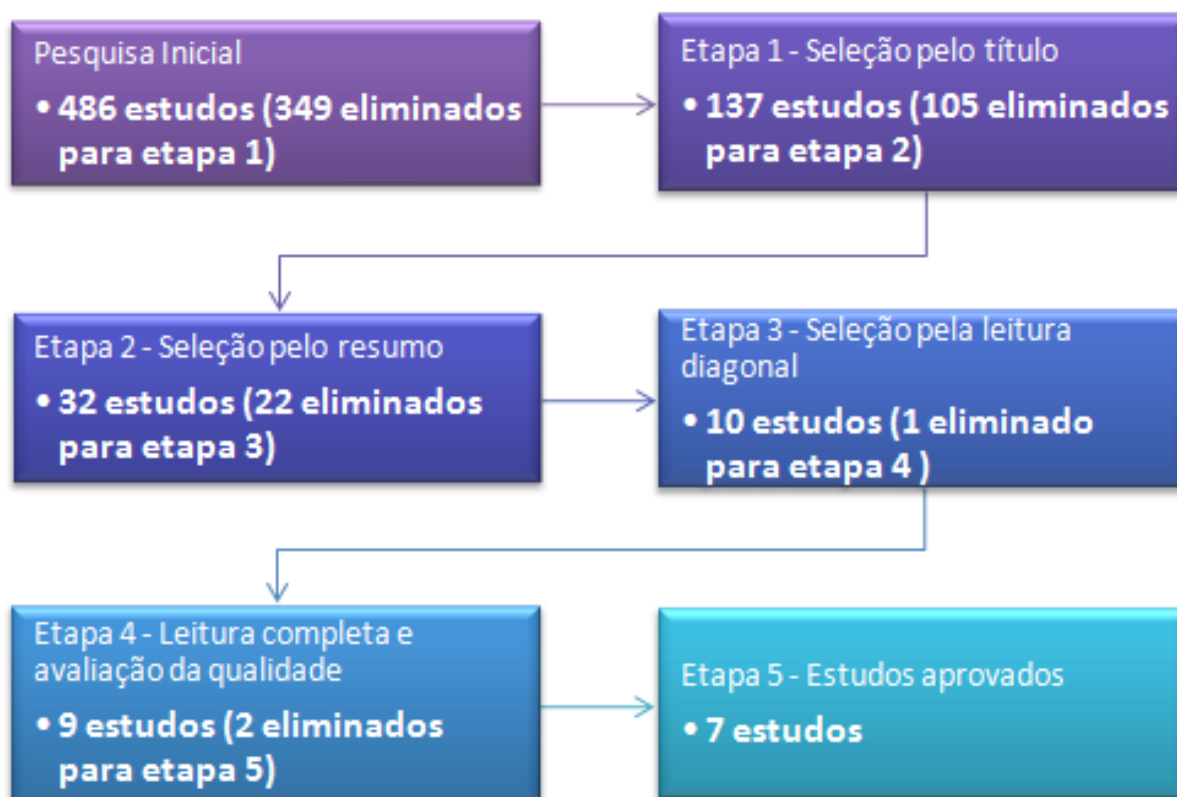 Pesquisa Inicial
• 486 estudos (349 eliminados
para etapa 1)
Etapa 1 - Seleção pelo título
• 137 estudos (105 eliminados
para etapa 2)
Etapa 2 - Seleção pelo resumo
• 32 estudos (22 eliminados
para etapa 3)
Etapa 3 - Seleção pela leitura
diagonal
• 10 estudos (1 eliminado
para etapa 4 )
Etapa 4 - Leitura completa e
avaliação da qualidade
• 9 estudos (2 eliminados
para etapa 5)
Etapa 5 - Estudos aprovados
• 7 estudos